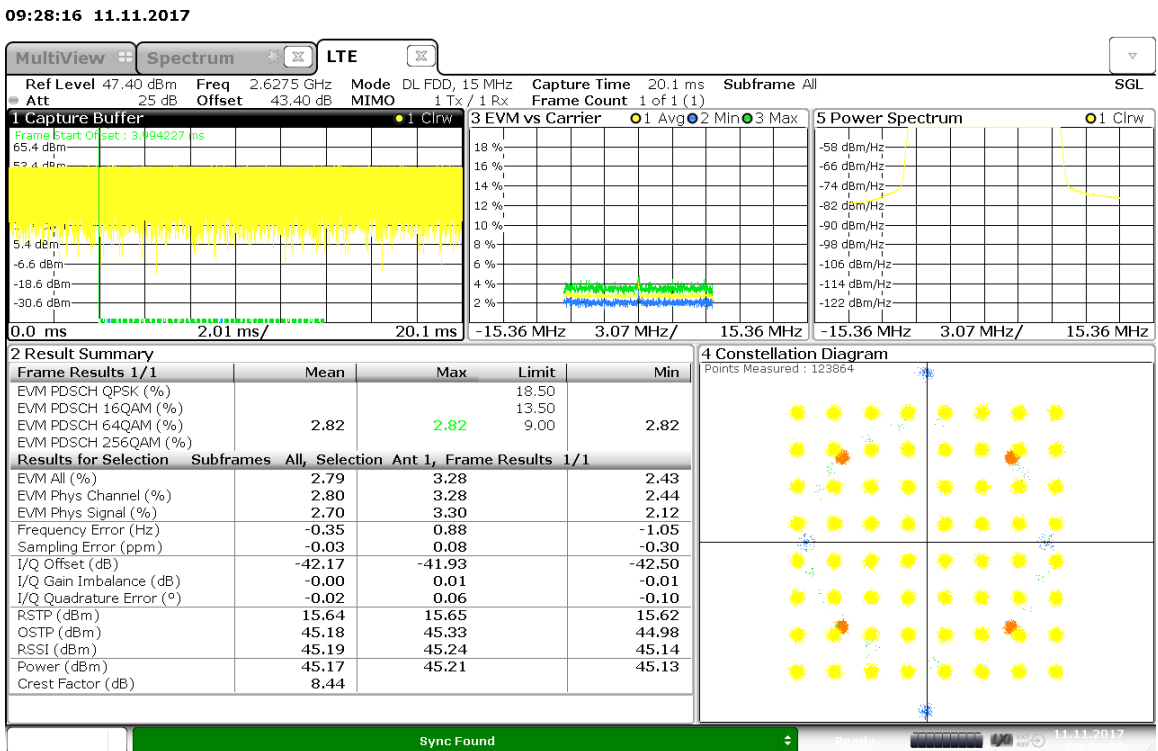 09:28:16 11.11.2017
MultiView Spectrum LTE
Ref Level 47.40 dBm Freq 2.6275 GHz Mode DL FDD, 15 MHz Capture Time 20.1 ms Subframe All SGL
Att 25 dB Offset 43.40 dB MIMO 1 Tx / 1 Rx Frame Count 1 of 1 (1)
1 Capture Buffer 1 Clrw
Frame Start Offset : 3.994227 ms
65.4 dBm
53.4 dBm
5.4 dBm
-6.6 dBm
-18.6 dBm
-30.6 dBm
0.0 ms 2.01 ms/ 20.1 ms
3 EVM vs Carrier 1 Avg 2 Min 3 Max
18 %
16 %
14 %
12 %
10 %
8 %
6 %
4 %
2 %
-15.36 MHz 3.07 MHz/ 15.36 MHz
5 Power Spectrum 1 Clrw
-58 dBm/Hz
-66 dBm/Hz
-74 dBm/Hz
-82 dBm/Hz
-90 dBm/Hz
-98 dBm/Hz
-106 dBm/Hz
-114 dBm/Hz
-122 dBm/Hz
-15.36 MHz 3.07 MHz/ 15.36 MHz
2 Result Summary
Frame Results 1/1 Mean Max Limit Min
EVM PDSCH QPSK (%) 18.50
EVM PDSCH 16QAM (%) 13.50
EVM PDSCH 64QAM (%) 2.82 2.82 9.00 2.82
EVM PDSCH 256QAM (%)
Results for Selection Subframes All, Selection Ant 1, Frame Results 1/1
EVM All (%) 2.79 3.28 2.43
EVM Phys Channel (%) 2.80 3.28 2.44
EVM Phys Signal (%) 2.70 3.30 2.12
Frequency Error (Hz) -0.35 0.88 -1.05
Sampling Error (ppm) -0.03 0.08 -0.30
I/Q Offset (dB) -42.17 -41.93 -42.50
I/Q Gain Imbalance (dB) -0.00 0.01 -0.01
I/Q Quadrature Error (°) -0.02 0.06 -0.10
RSTP (dBm) 15.64 15.65 15.62
OSTP (dBm) 45.18 45.33 44.98
RSSI (dBm) 45.19 45.24 45.14
Power (dBm) 45.17 45.21 45.13
Crest Factor (dB) 8.44
4 Constellation Diagram
Points Measured : 123864
Sync Found Ready 11.11.2017